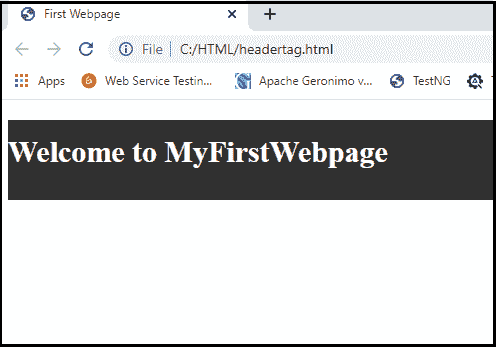 First Webpage
File | C:/HTML/headertag.html
Apps Web Service Testin... Apache Geronimo v... TestNG
Welcome to MyFirstWebpage